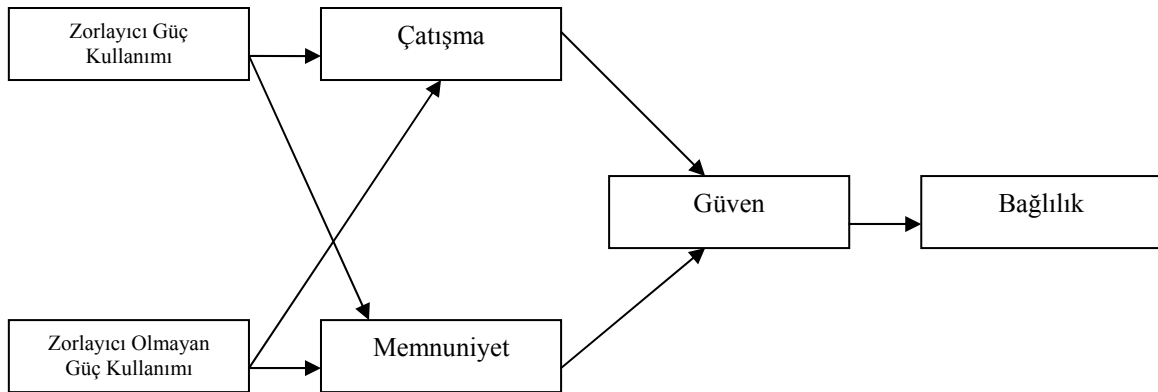 Zorlayıcı Güç
Kullanımı
Çatışma
Güven
Bağlılık
Zorlayıcı Olmayan
Güç Kullanımı
Memnuniyet